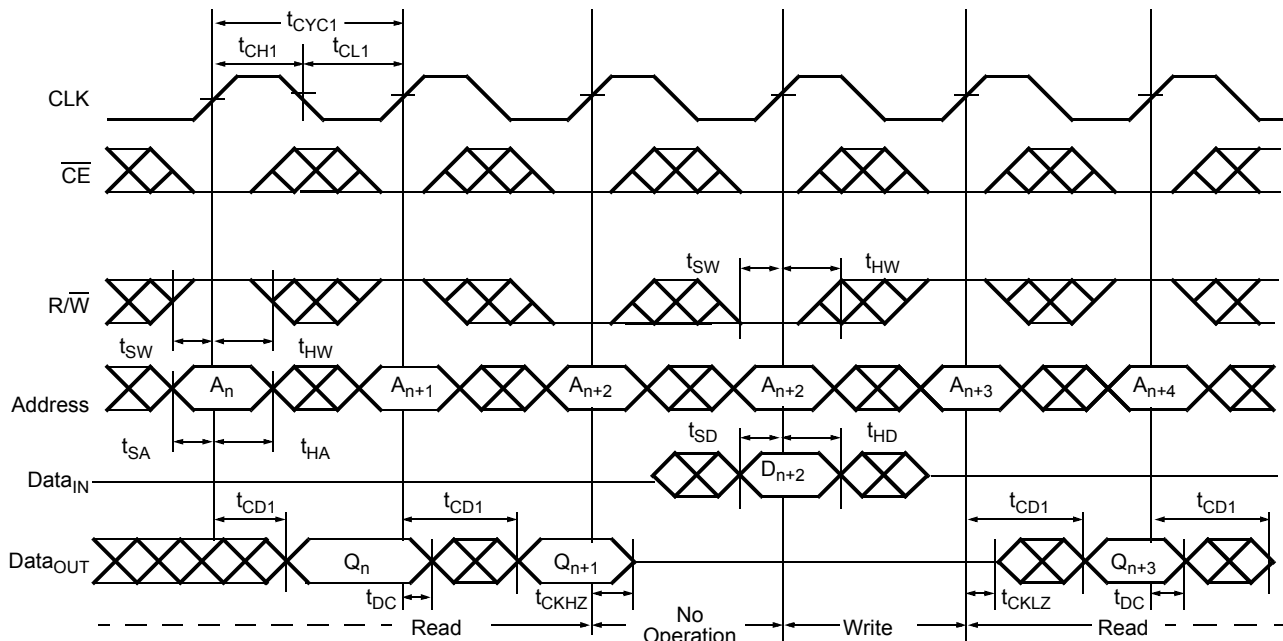 tCYC1
tCH1 tCL1
CLK
CE
tSW tHW
R/W
tSW tHW
Address An An+1 An+2 An+2 An+3 An+4
tSA tHA tSD tHD
DataIN Dn+2
tCD1 tCD1 tCD1 tCD1
DataOUT Qn Qn+1 Qn+3
tDC tCKHZ tCKLZ tDC
Read No Operation Write Read